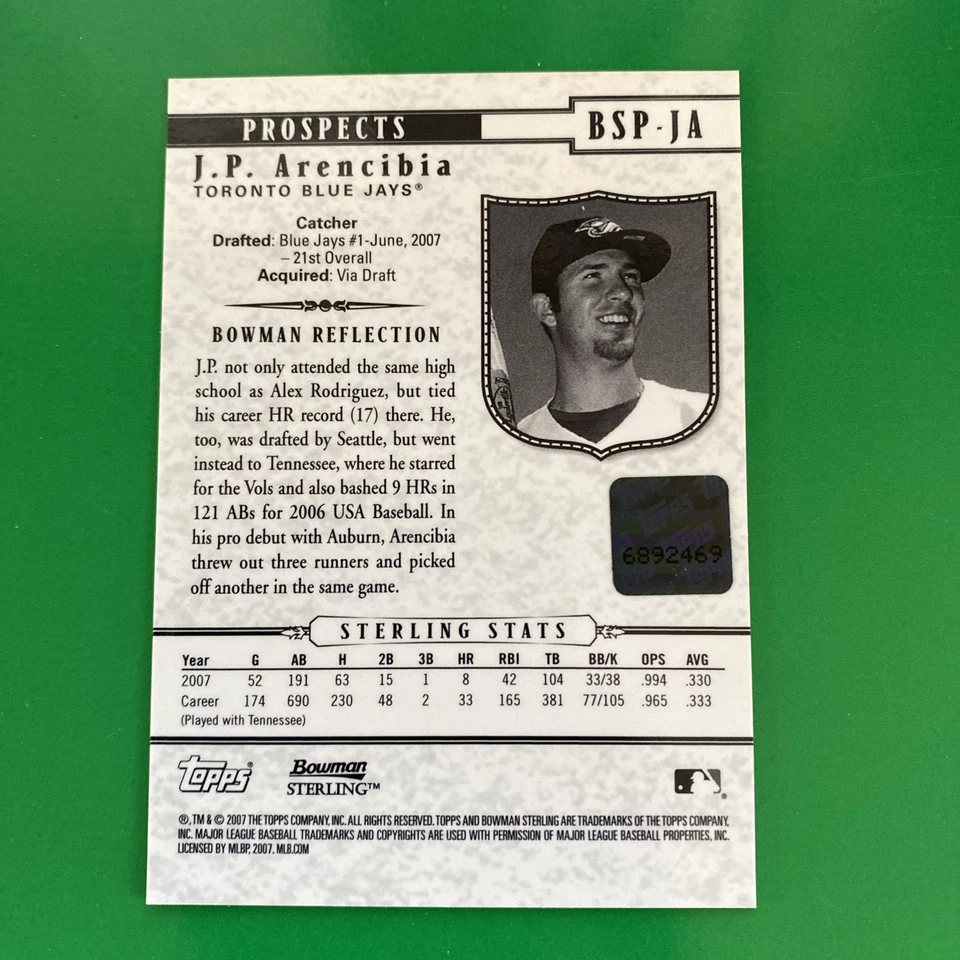 PROSPECTS
BSP-JA
J.P. Arencibia
TORONTO BLUE JAYS®
Catcher
Drafted: Blue Jays #1-June, 2007
– 21st Overall
Acquired: Via Draft
BOWMAN REFLECTION
J.P. not only attended the same high
school as Alex Rodriguez, but tied
his career HR record (17) there. He,
too, was drafted by Seattle, but went
instead to Tennessee, where he starred
for the Vols and also bashed 9 HRs in
121 ABs for 2006 USA Baseball. In
his pro debut with Auburn, Arencibia
threw out three runners and picked
off another in the same game.
6892469
STERLING STATS
Year G AB H 2B 3B HR RBI TB BB/K OPS AVG
2007 52 191 63 15 1 8 42 104 33/38 .994 .330
Career 174 690 230 48 2 33 165 381 77/105 .965 .333
(Played with Tennessee)
Topps®
Bowman
STERLING™
®
®, TM & © 2007 THE TOPPS COMPANY, INC. ALL RIGHTS RESERVED. TOPPS AND BOWMAN STERLING ARE TRADEMARKS OF THE TOPPS COMPANY,
INC. MAJOR LEAGUE BASEBALL TRADEMARKS AND COPYRIGHTS ARE USED WITH PERMISSION OF MAJOR LEAGUE BASEBALL PROPERTIES, INC.
LICENSED BY MLBP, 2007. MLB.COM